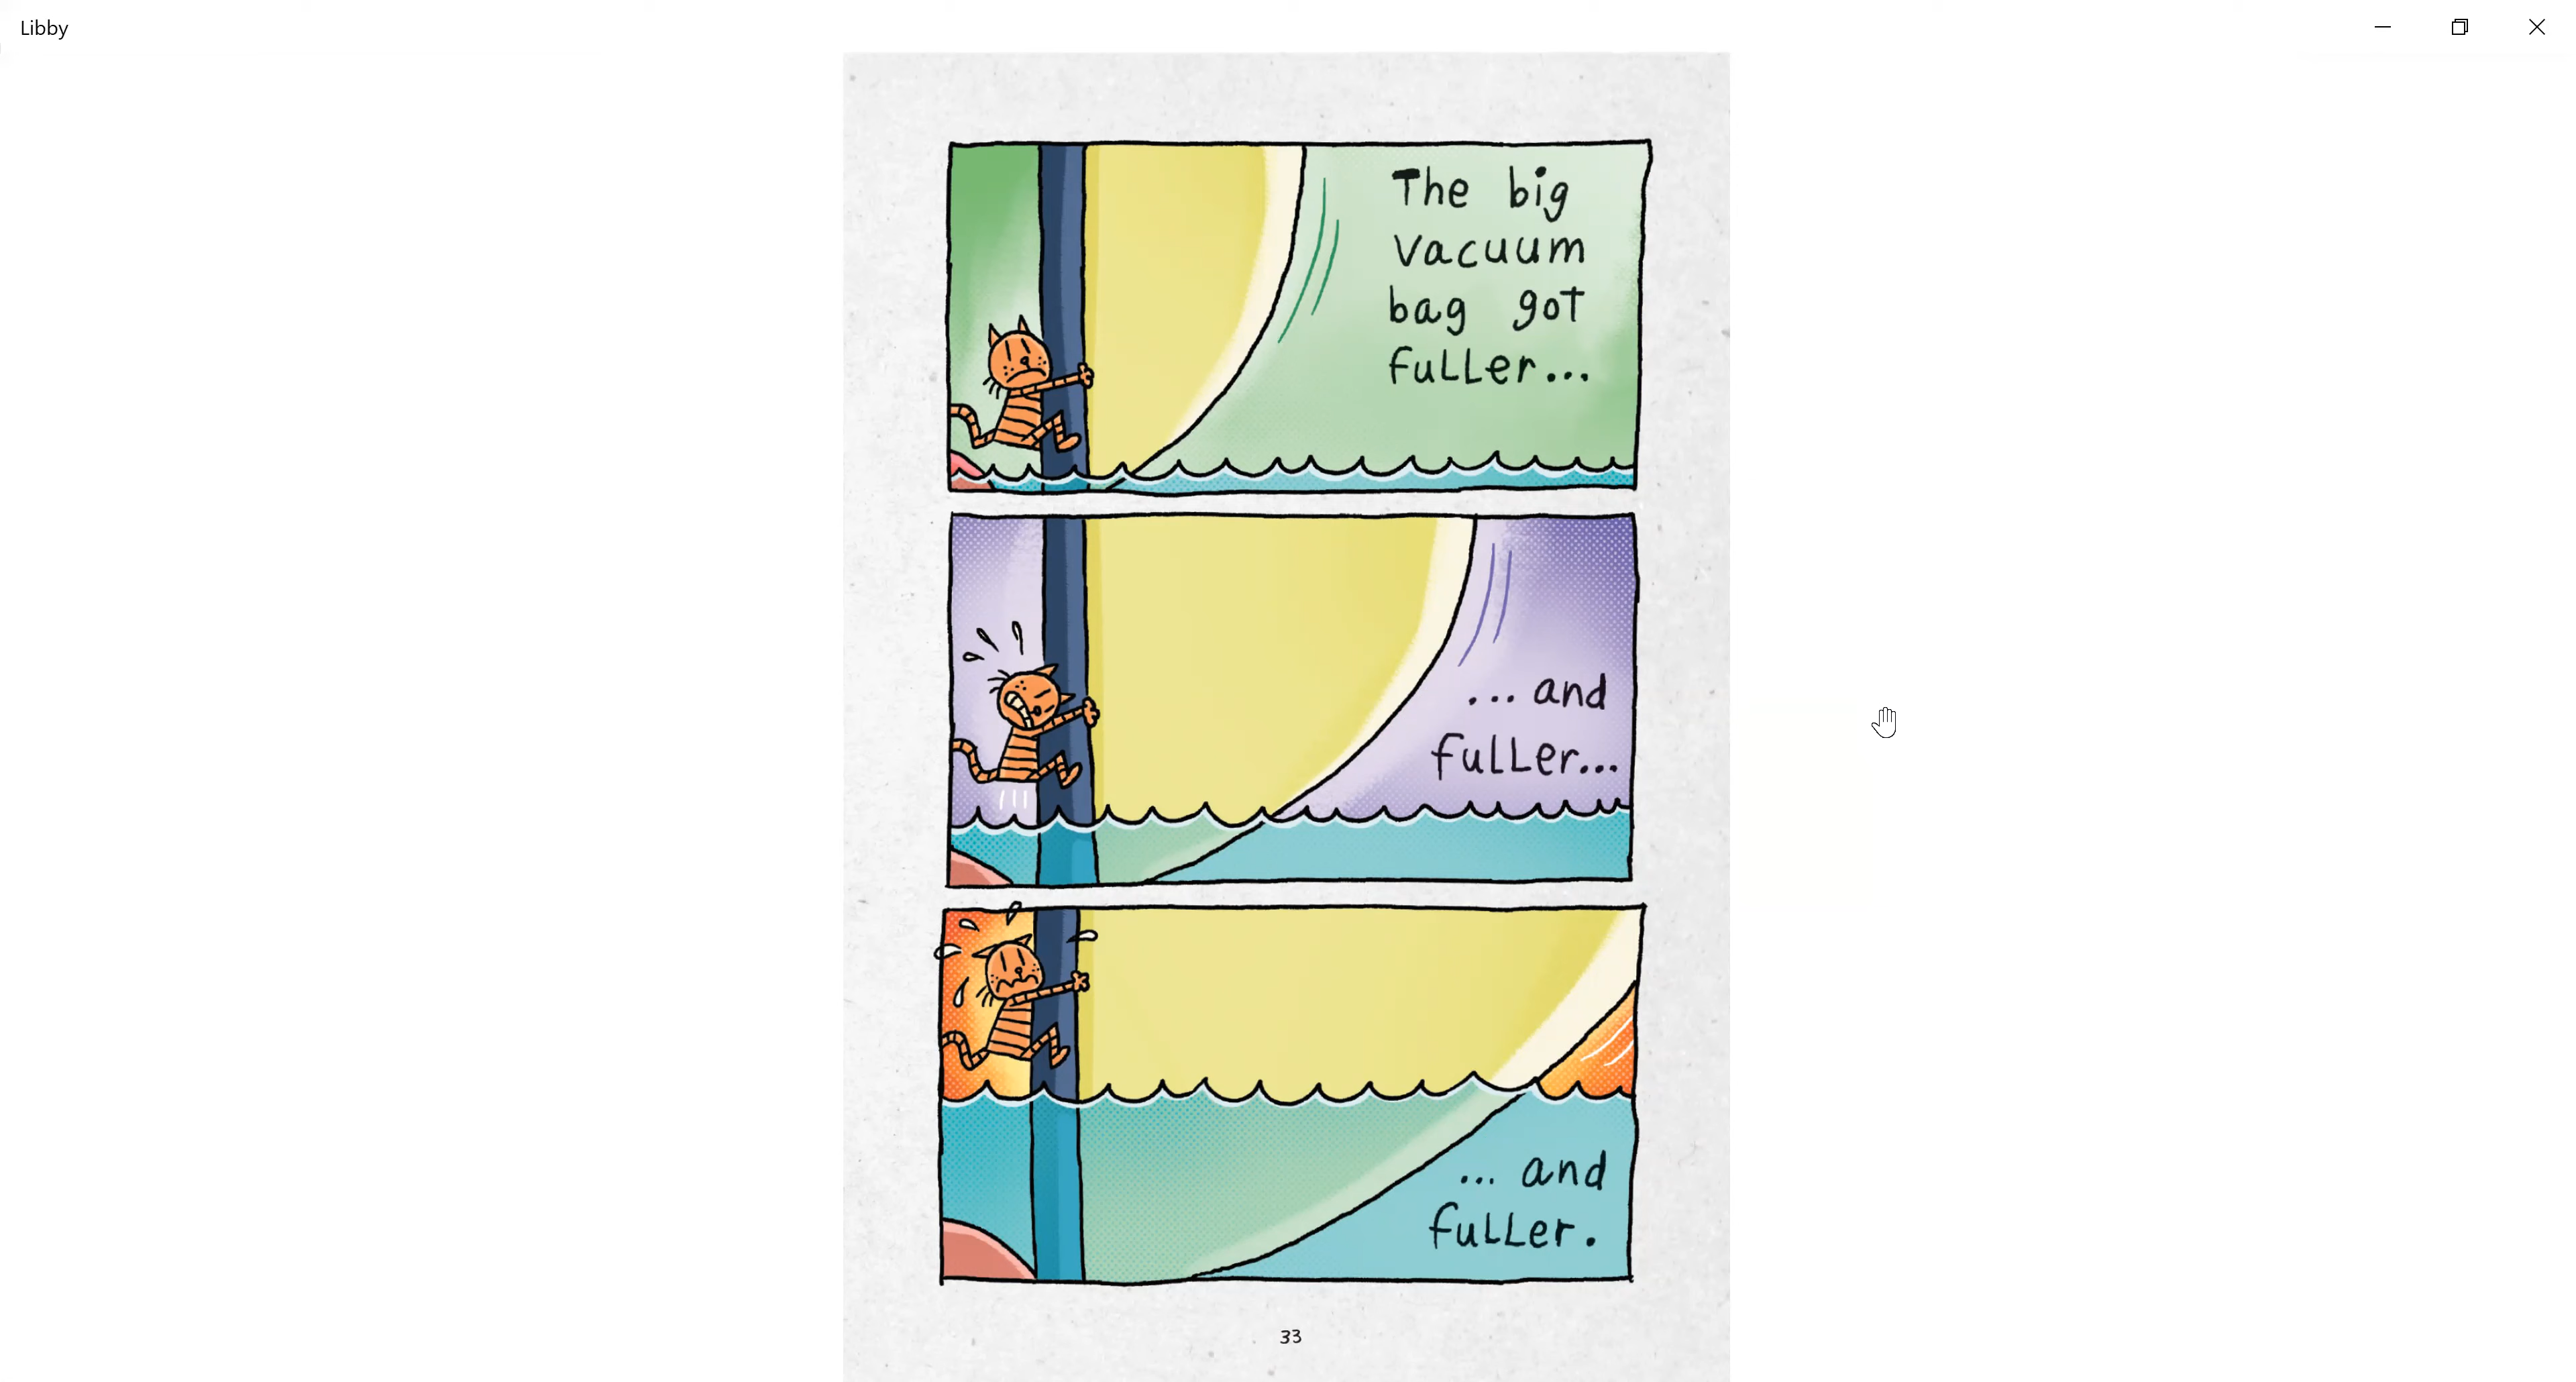 Libby
The big
vacuum
bag got
fuller...
... and
fuller...
... and
fuller.
33